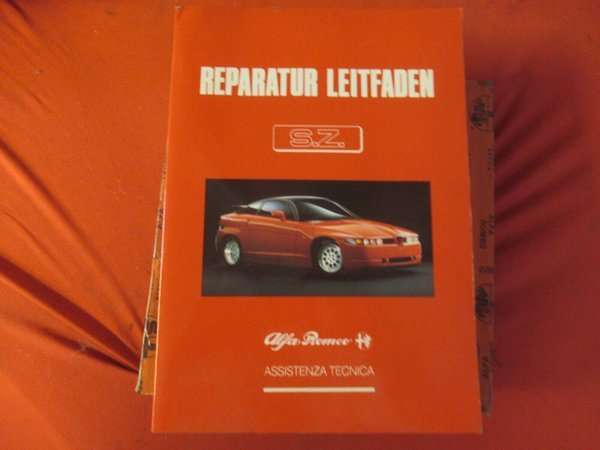 REPARATUR LEITFADEN
S.Z.
Alfa Romeo
ASSISTENZA TECNICA